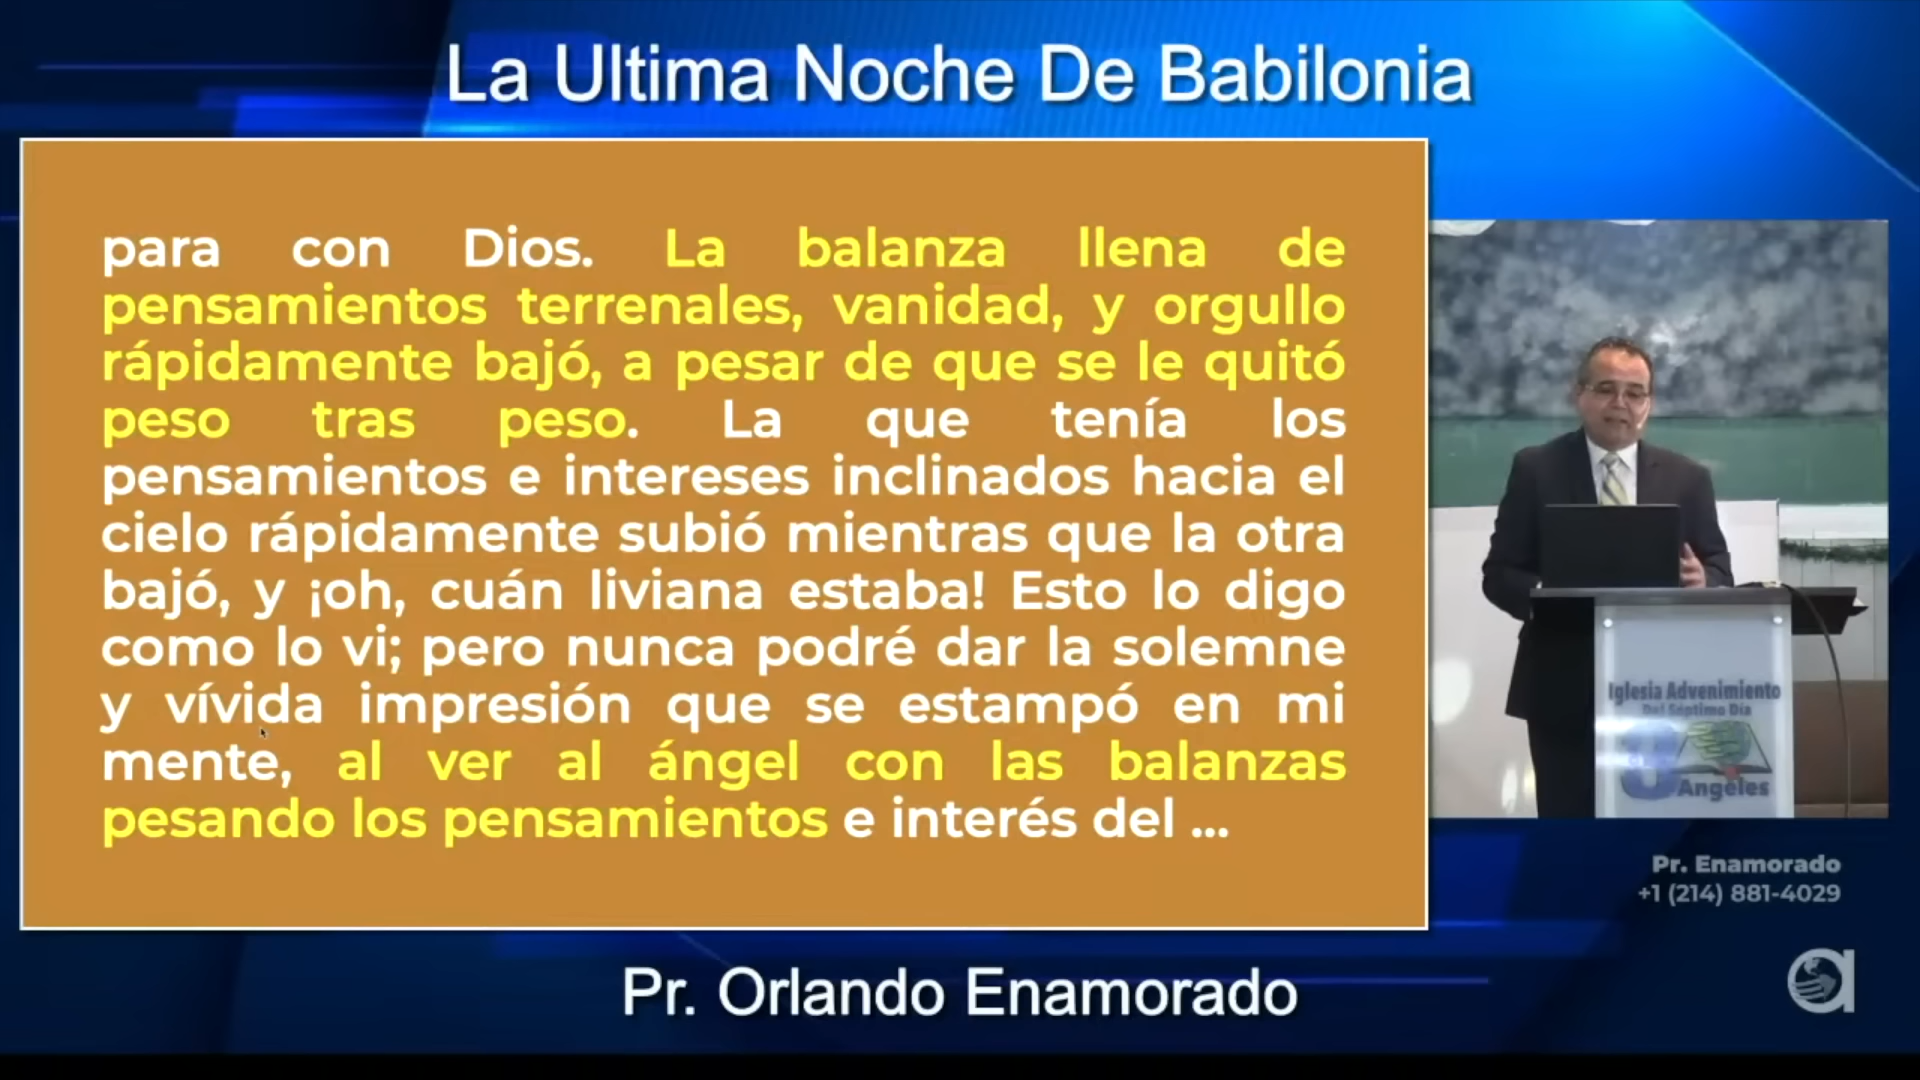 La Ultima Noche De Babilonia
para con Dios. La balanza llena de
pensamientos terrenales, vanidad, y orgullo
rápidamente bajó, a pesar de que se le quitó
peso tras peso. La que tenía los
pensamientos e intereses inclinados hacia el
cielo rápidamente subió mientras que la otra
bajó, y ¡oh, cuán liviana estaba! Esto lo digo
como lo vi; pero nunca podré dar la solemne
y vívida impresión que se estampó en mi
mente, al ver al ángel con las balanzas
pesando los pensamientos e interés del ...
Iglesia Advenimiento
Del Séptimo Día
3
Angeles
Pr. Enamorado
+1 (214) 881-4029
Pr. Orlando Enamorado